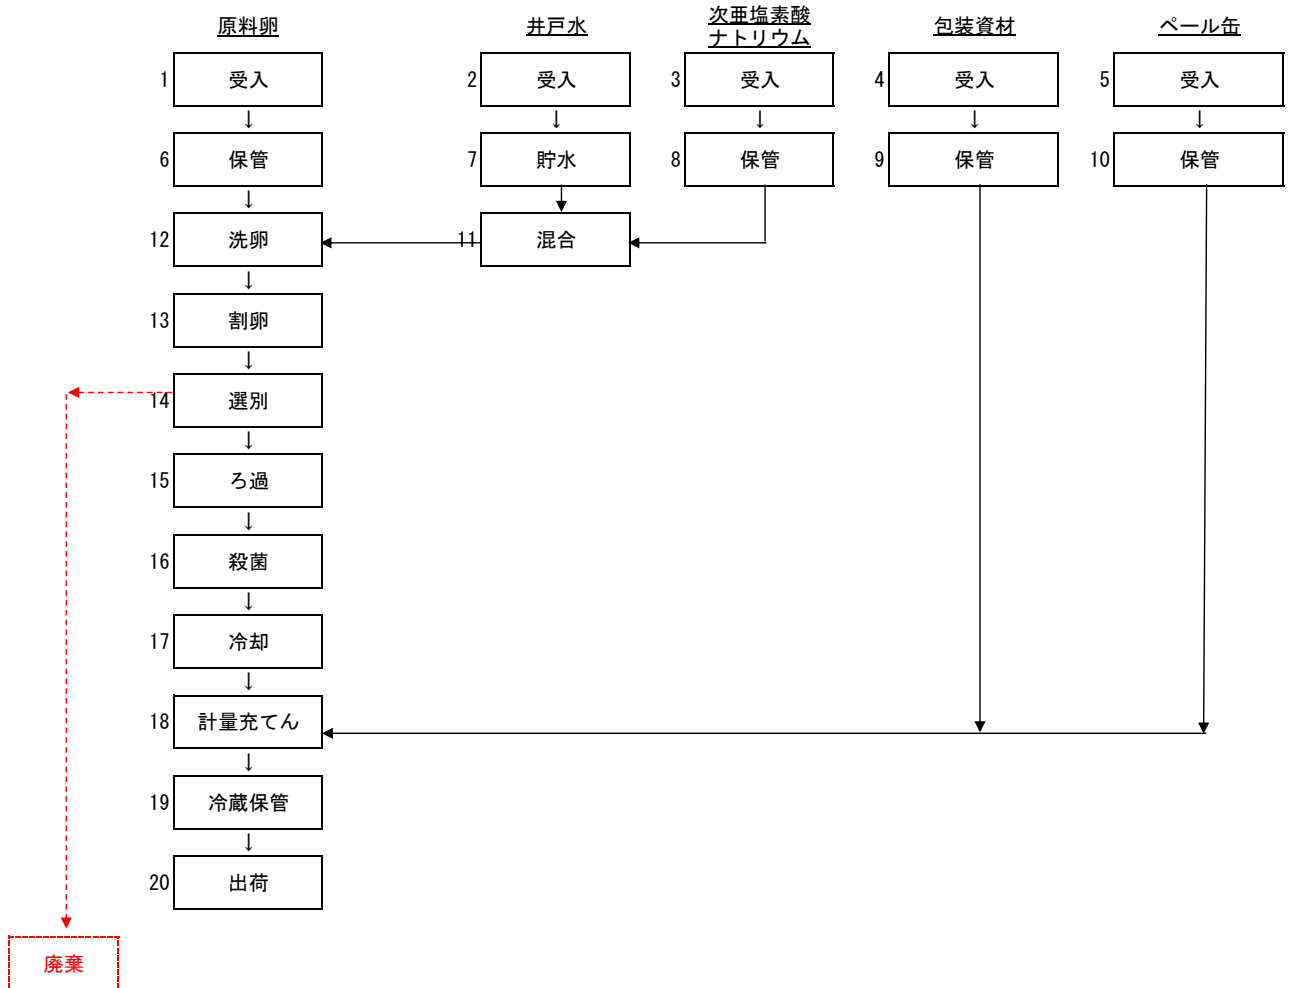 原料卵
井戸水
次亜塩素酸
ナトリウム
包装資材
ペール缶
1 受入
2 受入
3 受入
4 受入
5 受入
↓ ↓ ↓ ↓ ↓
6 保管
7 貯水
8 保管
9 保管
10 保管
↓
12 洗卵
11 混合
↓
13 割卵
↓
14 選別
↓
15 ろ過
↓
16 殺菌
↓
17 冷却
↓
18 計量充てん
↓
19 冷蔵保管
↓
20 出荷
廃棄